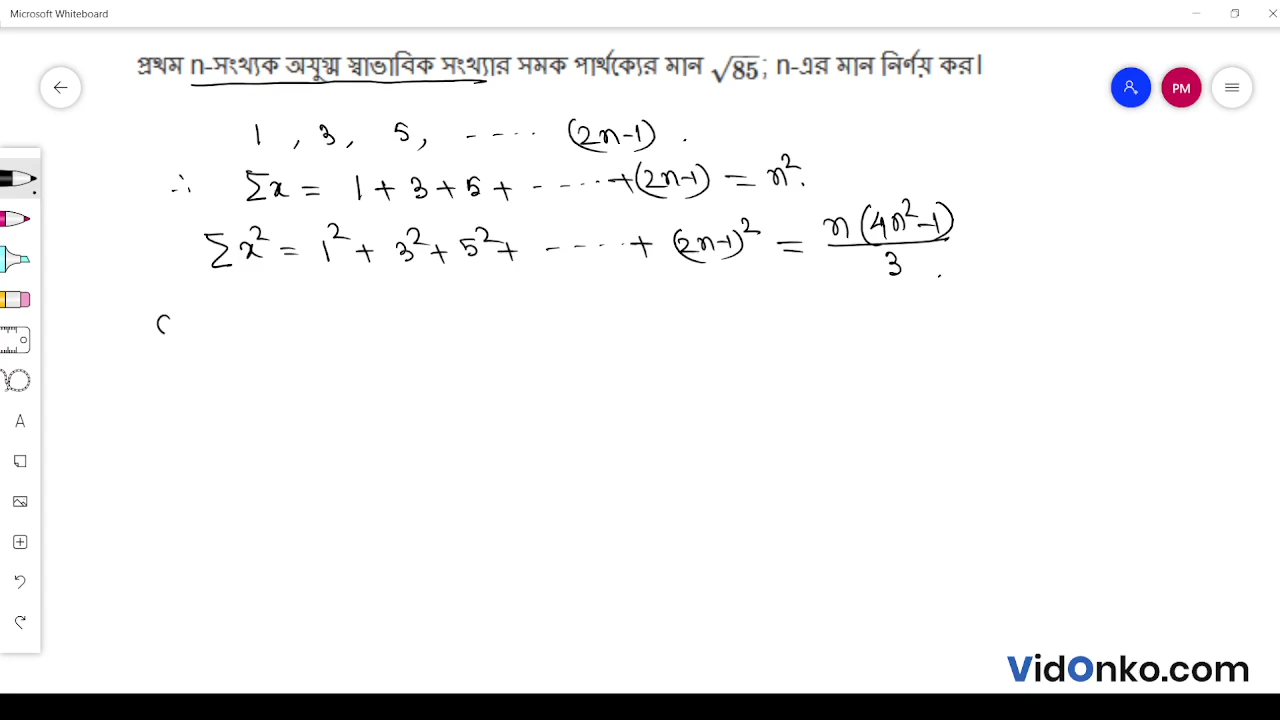 Microsoft Whiteboard
প্রথম n-সংখ্যক অযুগ্ম স্বাভাবিক সংখ্যার সমক পার্থক্যের মান √85; n-এর মান নির্ণয় কর।
PM
1 , 3, 5, ..... (2n-1) .
∴ Σx = 1 + 3 + 5 + ..... + (2n-1) = n².
Σx² = 1² + 3² + 5² + ..... + (2n-1)² = n(4n²-1)/3 .
A
VidOnko.com